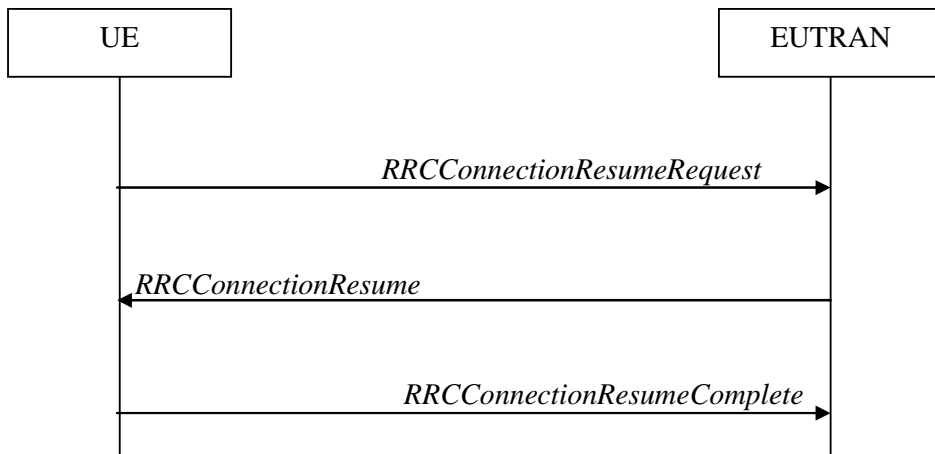 UE
EUTRAN
RRCConnectionResumeRequest
RRCConnectionResume
RRCConnectionResumeComplete